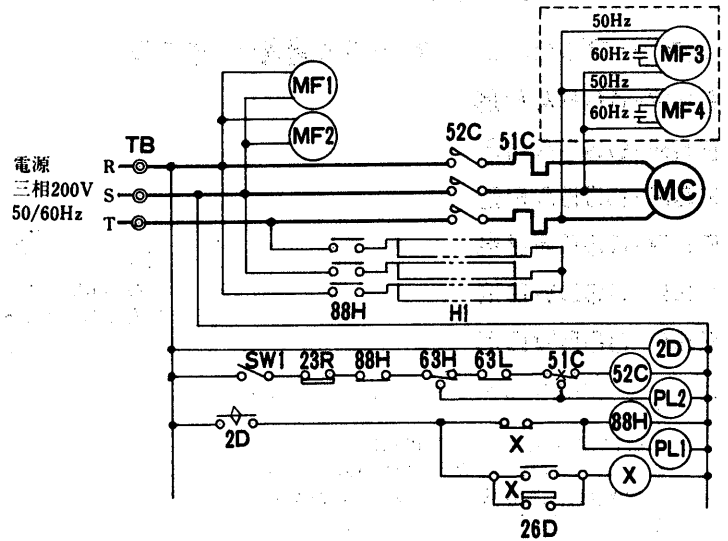 50Hz
MF3
60Hz
50Hz
MF4
60Hz
MF1
MF2
52C
51C
TB
電源
三相200V
50/60Hz
R
S
T
MC
88H
H1
2D
SW1
23R
88H
63H
63L
51C
52C
PL2
2D
X
88H
PL1
X
X
26D